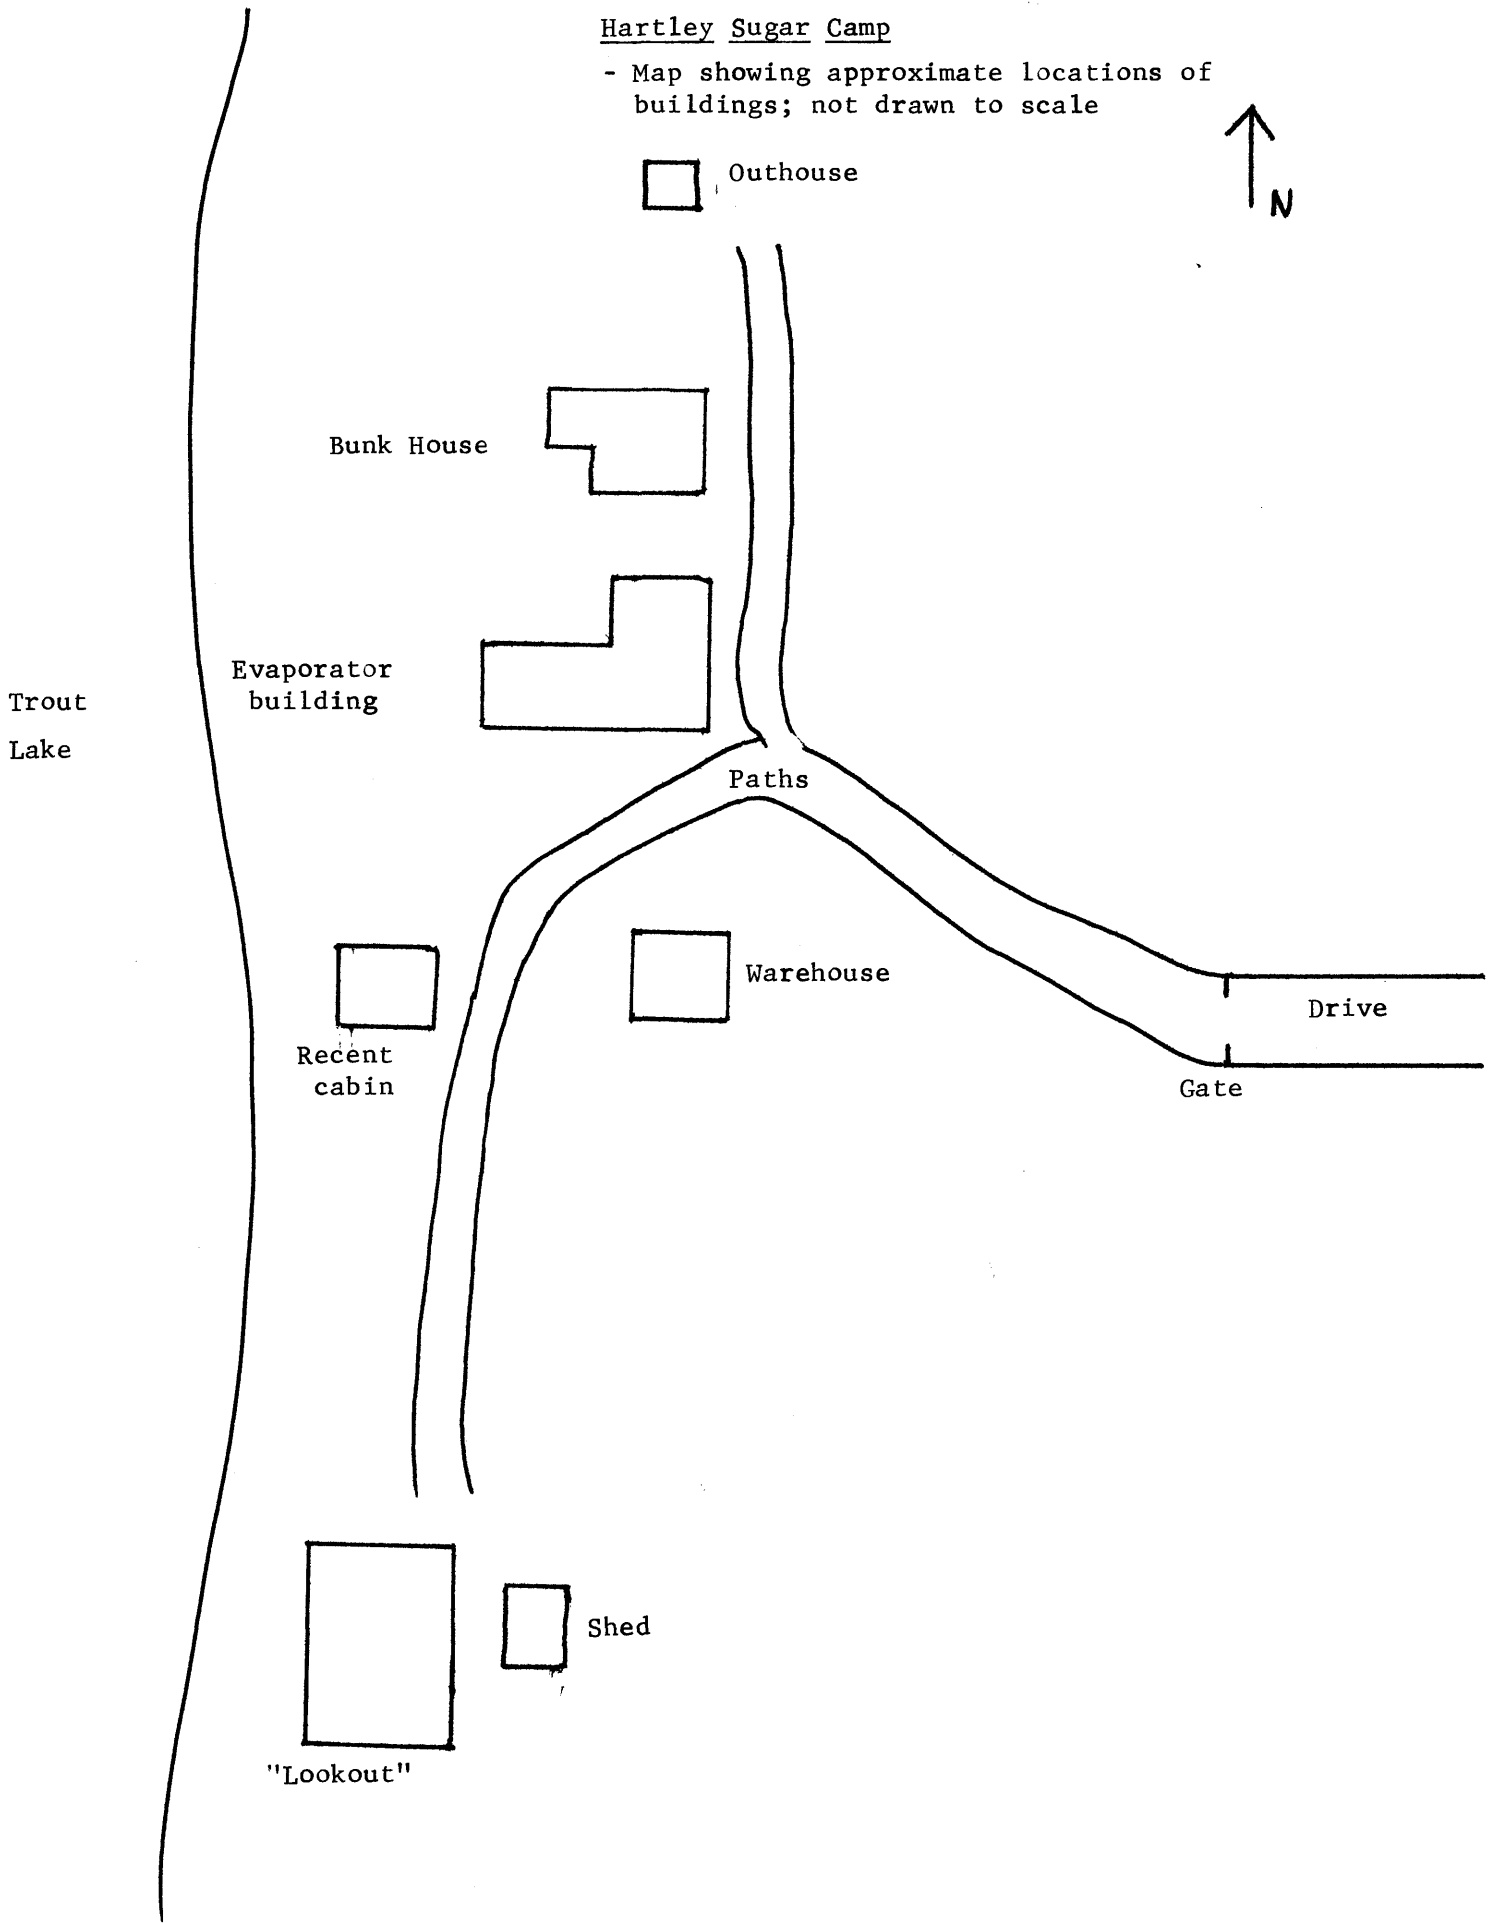 Hartley Sugar Camp
- Map showing approximate locations of
buildings; not drawn to scale
Outhouse
N
Bunk House
Evaporator
building
Trout
Lake
Paths
Warehouse
Drive
Recent
cabin
Gate
Shed
"Lookout"